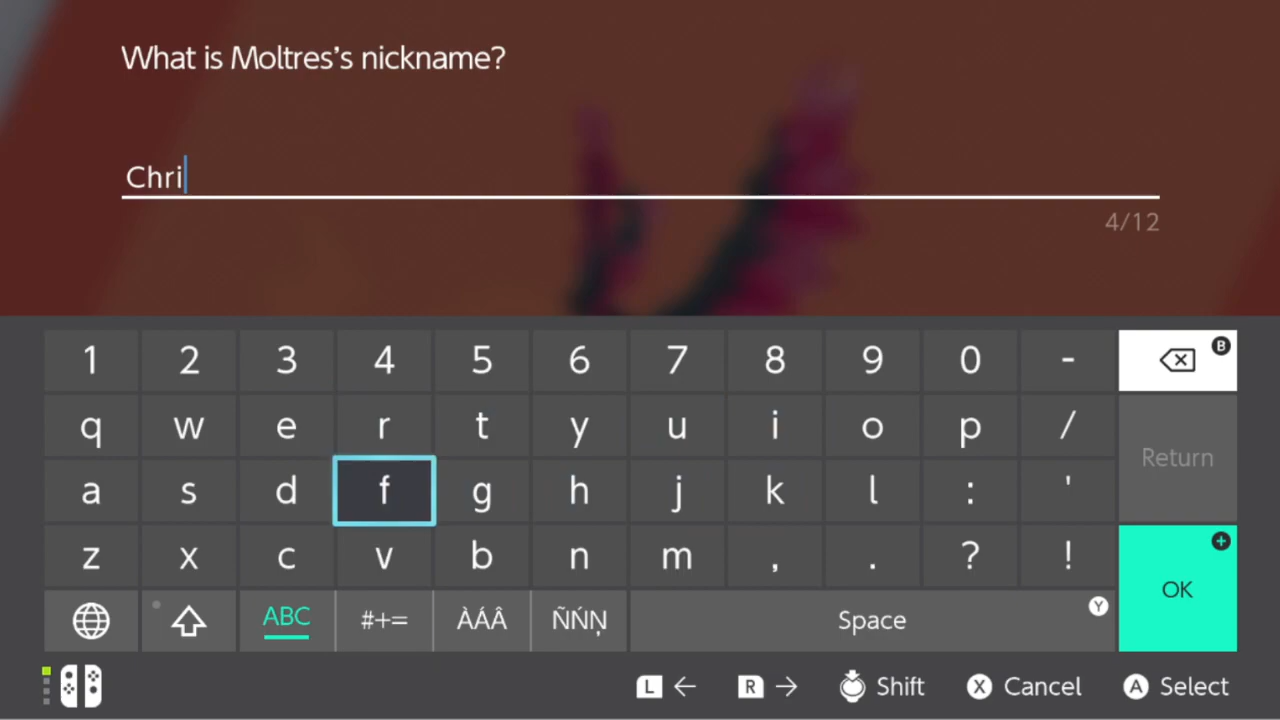 What is Moltres’s nickname?
Chri
4/12
1 2 3 4 5 6 7 8 9 0 - B
q w e r t y u i o p / Return
a s d f g h j k l : '
z x c v b n m , . ? ! OK +
ABC #+= ÀÁÂ ÑŃŅ Space Y
L ← R → Shift X Cancel A Select